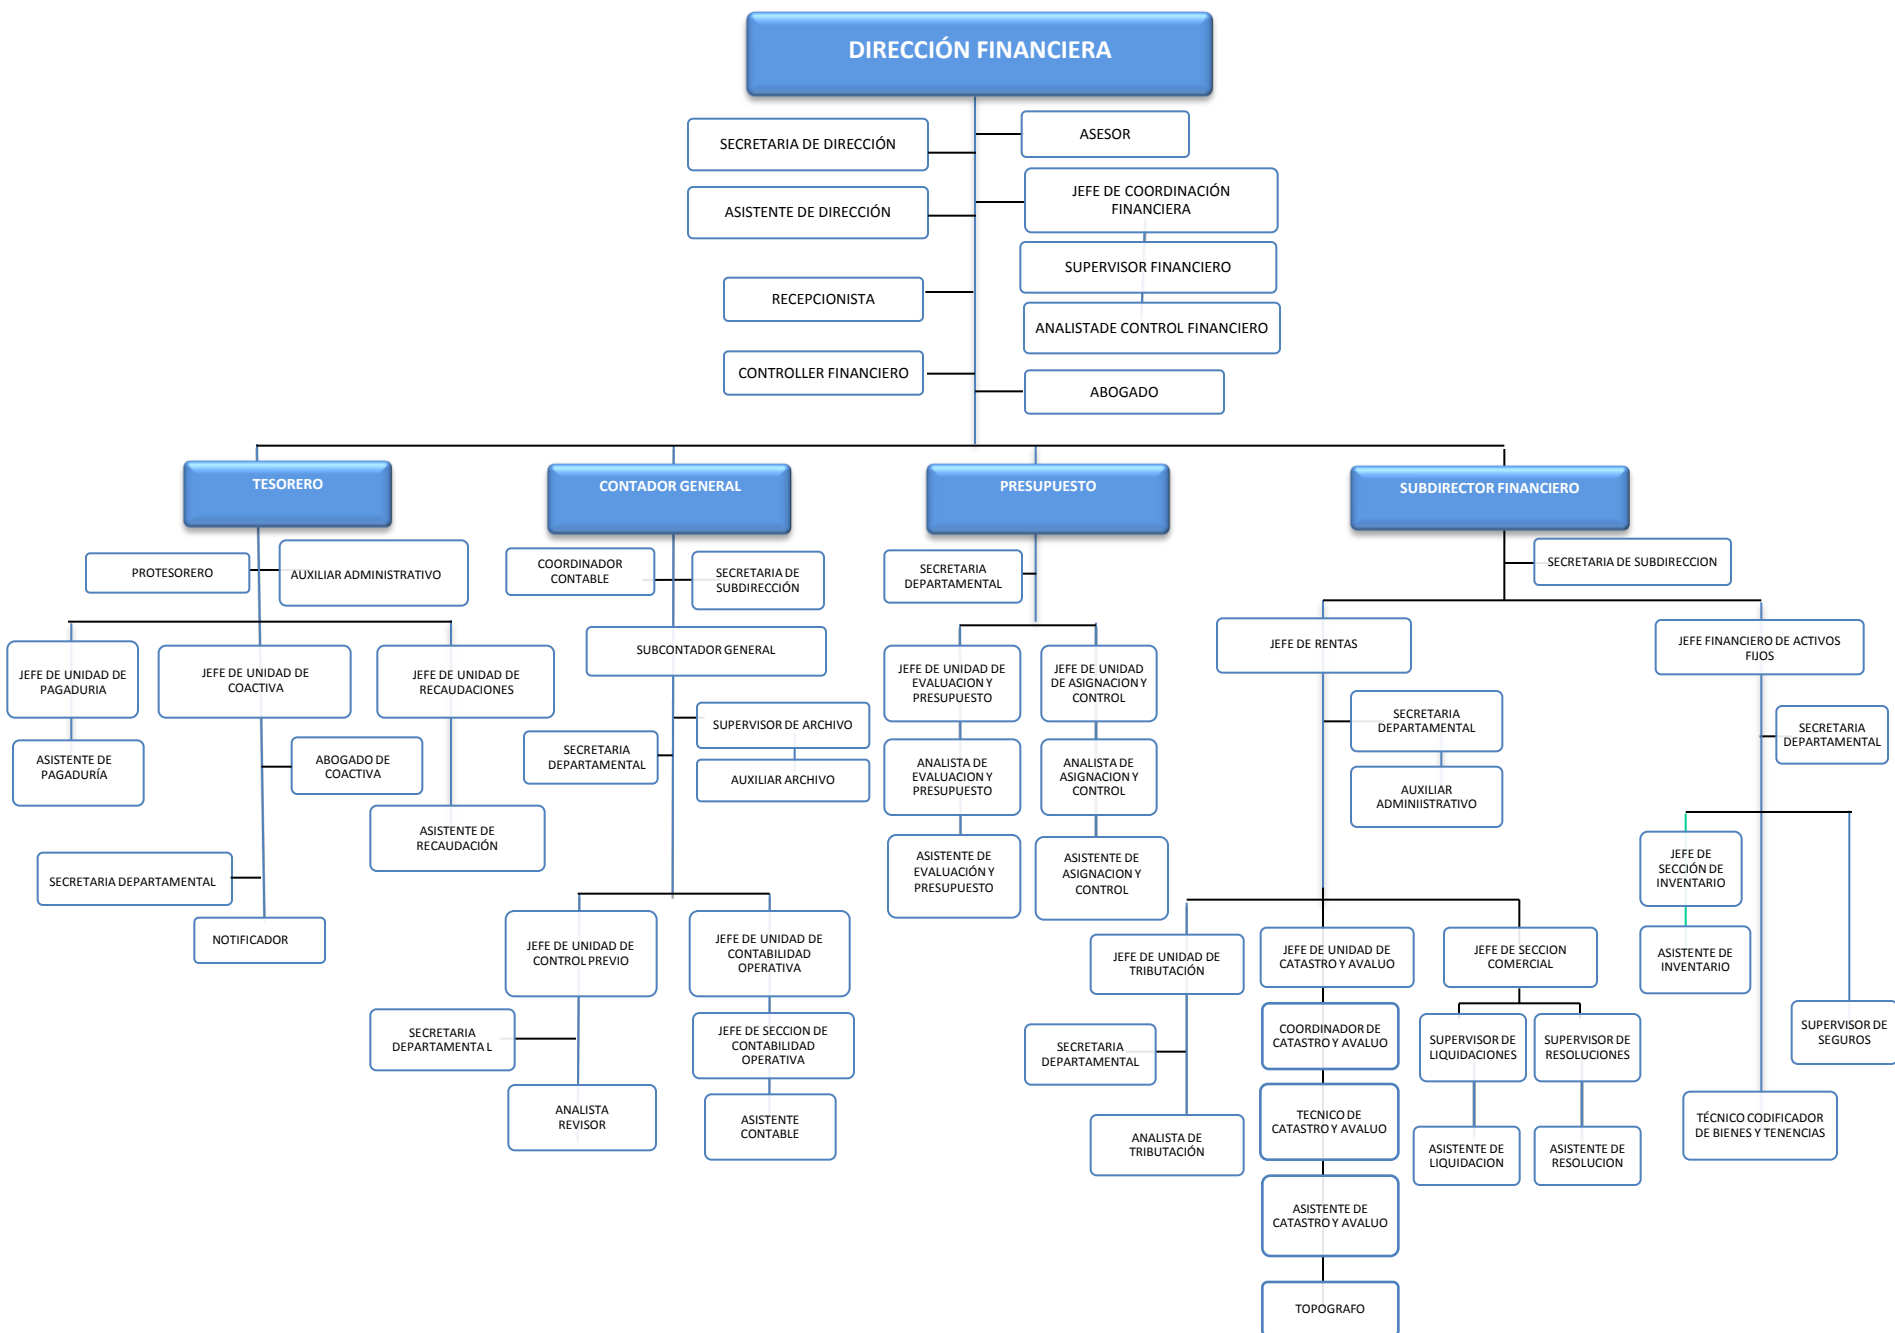 DIRECCIÓN FINANCIERA
SECRETARIA DE DIRECCIÓN
ASESOR
ASISTENTE DE DIRECCIÓN
JEFE DE COORDINACIÓN
FINANCIERA
SUPERVISOR FINANCIERO
RECEPCIONISTA
ANALISTADE CONTROL FINANCIERO
CONTROLLER FINANCIERO
ABOGADO
TESORERO
CONTADOR GENERAL
PRESUPUESTO
SUBDIRECTOR FINANCIERO
PROTESORERO
AUXILIAR ADMINISTRATIVO
COORDINADOR
CONTABLE
SECRETARIA DE
SUBDIRECCIÓN
SECRETARIA
DEPARTAMENTAL
SECRETARIA DE SUBDIRECCION
JEFE DE UNIDAD DE
PAGADURIA
JEFE DE UNIDAD DE
COACTIVA
JEFE DE UNIDAD DE
RECAUDACIONES
SUBCONTADOR GENERAL
JEFE DE UNIDAD DE
EVALUACION Y
PRESUPUESTO
JEFE DE UNIDAD
DE ASIGNACION Y
CONTROL
JEFE DE RENTAS
JEFE FINANCIERO DE ACTIVOS
FIJOS
ASISTENTE DE
PAGADURÍA
ABOGADO DE
COACTIVA
SECRETARIA
DEPARTAMENTAL
SUPERVISOR DE ARCHIVO
AUXILIAR ARCHIVO
ANALISTA DE
EVALUACION Y
PRESUPUESTO
ANALISTA DE
ASIGNACION Y
CONTROL
SECRETARIA
DEPARTAMENTAL
SECRETARIA
DEPARTAMENTAL
AUXILIAR
ADMINIISTRATIVO
ASISTENTE DE
RECAUDACIÓN
SECRETARIA DEPARTAMENTAL
ASISTENTE DE
EVALUACIÓN Y
PRESUPUESTO
ASISTENTE DE
ASIGNACION Y
CONTROL
JEFE DE
SECCIÓN DE
INVENTARIO
NOTIFICADOR
JEFE DE UNIDAD DE
CONTROL PREVIO
JEFE DE UNIDAD DE
CONTABILIDAD
OPERATIVA
JEFE DE UNIDAD DE
TRIBUTACIÓN
JEFE DE UNIDAD DE
CATASTRO Y AVALUO
JEFE DE SECCION
COMERCIAL
ASISTENTE DE
INVENTARIO
SECRETARIA
DEPARTAMENTA L
JEFE DE SECCION DE
CONTABILIDAD
OPERATIVA
SECRETARIA
DEPARTAMENTAL
COORDINADOR DE
CATASTRO Y AVALUO
SUPERVISOR DE
LIQUIDACIONES
SUPERVISOR DE
RESOLUCIONES
SUPERVISOR DE
SEGUROS
ANALISTA
REVISOR
ASISTENTE
CONTABLE
ANALISTA DE
TRIBUTACIÓN
TECNICO DE
CATASTRO Y AVALUO
ASISTENTE DE
LIQUIDACION
ASISTENTE DE
RESOLUCION
TÉCNICO CODIFICADOR
DE BIENES Y TENENCIAS
ASISTENTE DE
CATASTRO Y AVALUO
TOPOGRAFO